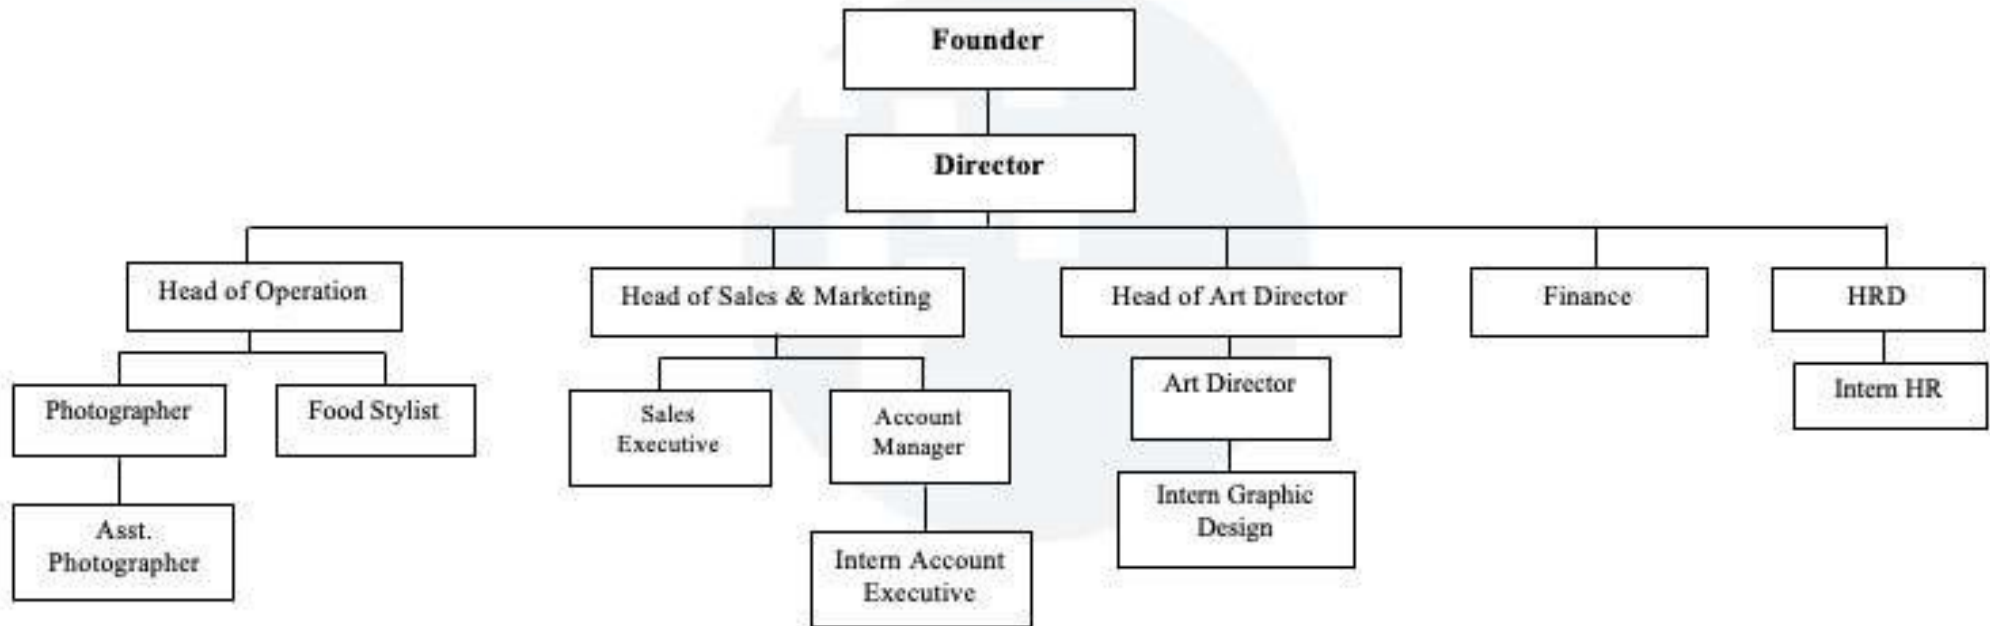 Founder
Director
Head of Operation
Head of Sales & Marketing
Head of Art Director
Finance
HRD
Photographer
Food Stylist
Sales
Executive
Account
Manager
Art Director
Intern HR
Asst.
Photographer
Intern Account
Executive
Intern Graphic
Design